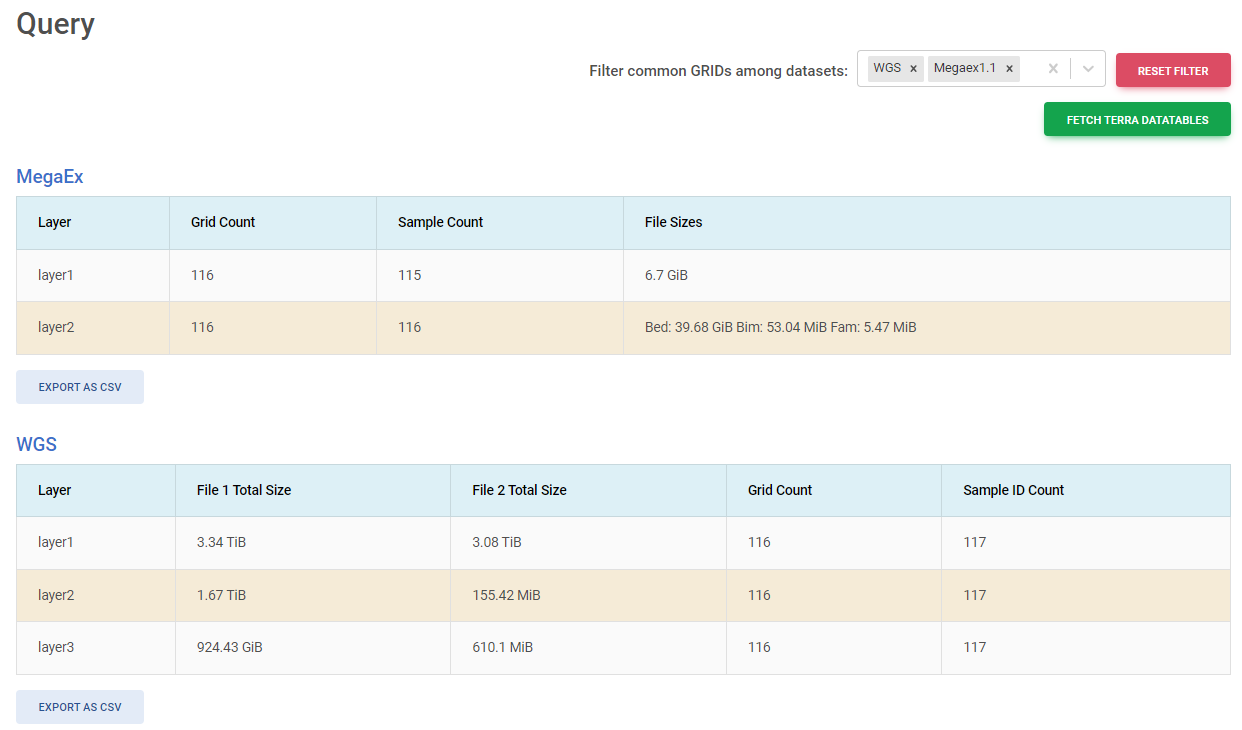 Query
Filter common GRIDs among datasets: WGS × Megaex1.1 × × RESET FILTER
FETCH TERRA DATATABLES
MegaEx
Layer Grid Count Sample Count File Sizes
layer1 116 115 6.7 GiB
layer2 116 116 Bed: 39.68 GiB Bim: 53.04 MiB Fam: 5.47 MiB
EXPORT AS CSV
WGS
Layer File 1 Total Size File 2 Total Size Grid Count Sample ID Count
layer1 3.34 TiB 3.08 TiB 116 117
layer2 1.67 TiB 155.42 MiB 116 117
layer3 924.43 GiB 610.1 MiB 116 117
EXPORT AS CSV